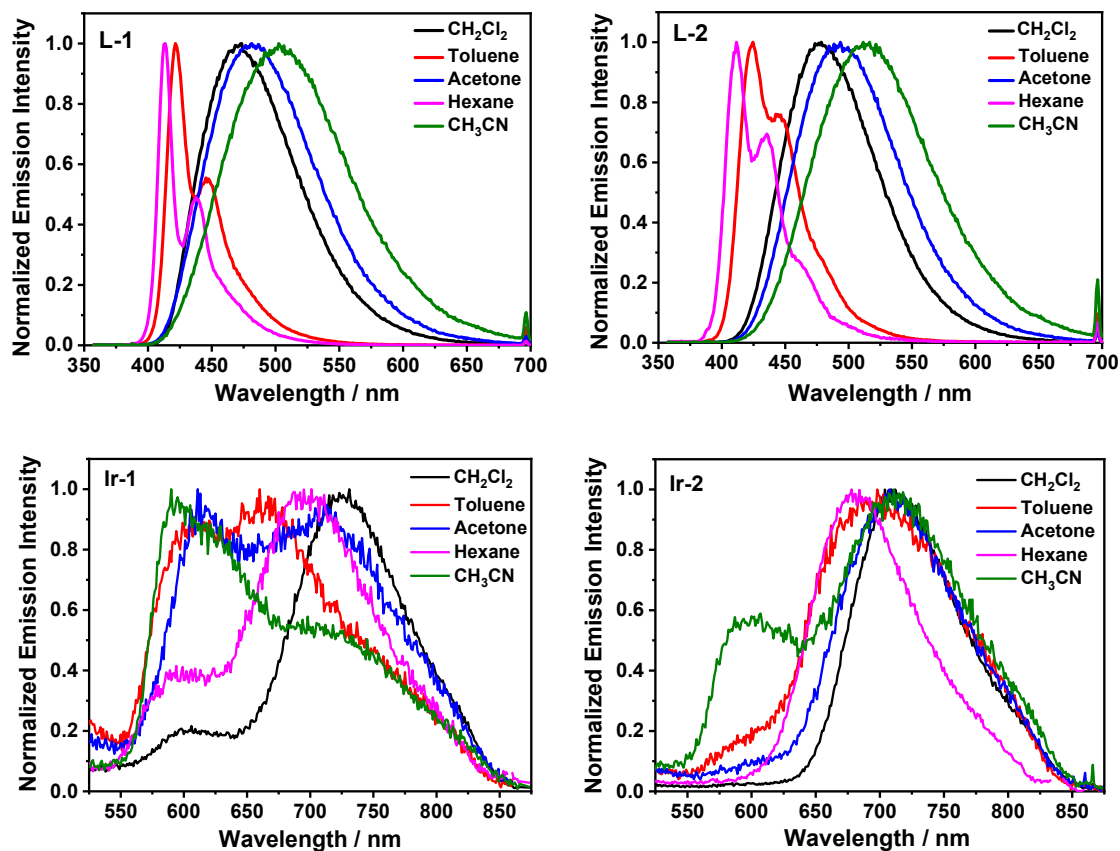 L-1
CH₂Cl₂
Toluene
Acetone
Hexane
CH₃CN
Normalized Emission Intensity
1.0
0.8
0.6
0.4
0.2
0.0
350 400 450 500 550 600 650 700
Wavelength / nm
L-2
CH₂Cl₂
Toluene
Acetone
Hexane
CH₃CN
Normalized Emission Intensity
1.0
0.8
0.6
0.4
0.2
0.0
350 400 450 500 550 600 650 700
Wavelength / nm
Ir-1
CH₂Cl₂
Toluene
Acetone
Hexane
CH₃CN
Normalized Emission Intensity
1.0
0.8
0.6
0.4
0.2
0.0
550 600 650 700 750 800 850
Wavelength / nm
Ir-2
CH₂Cl₂
Toluene
Acetone
Hexane
CH₃CN
Normalized Emission Intensity
1.0
0.8
0.6
0.4
0.2
0.0
550 600 650 700 750 800 850
Wavelength / nm